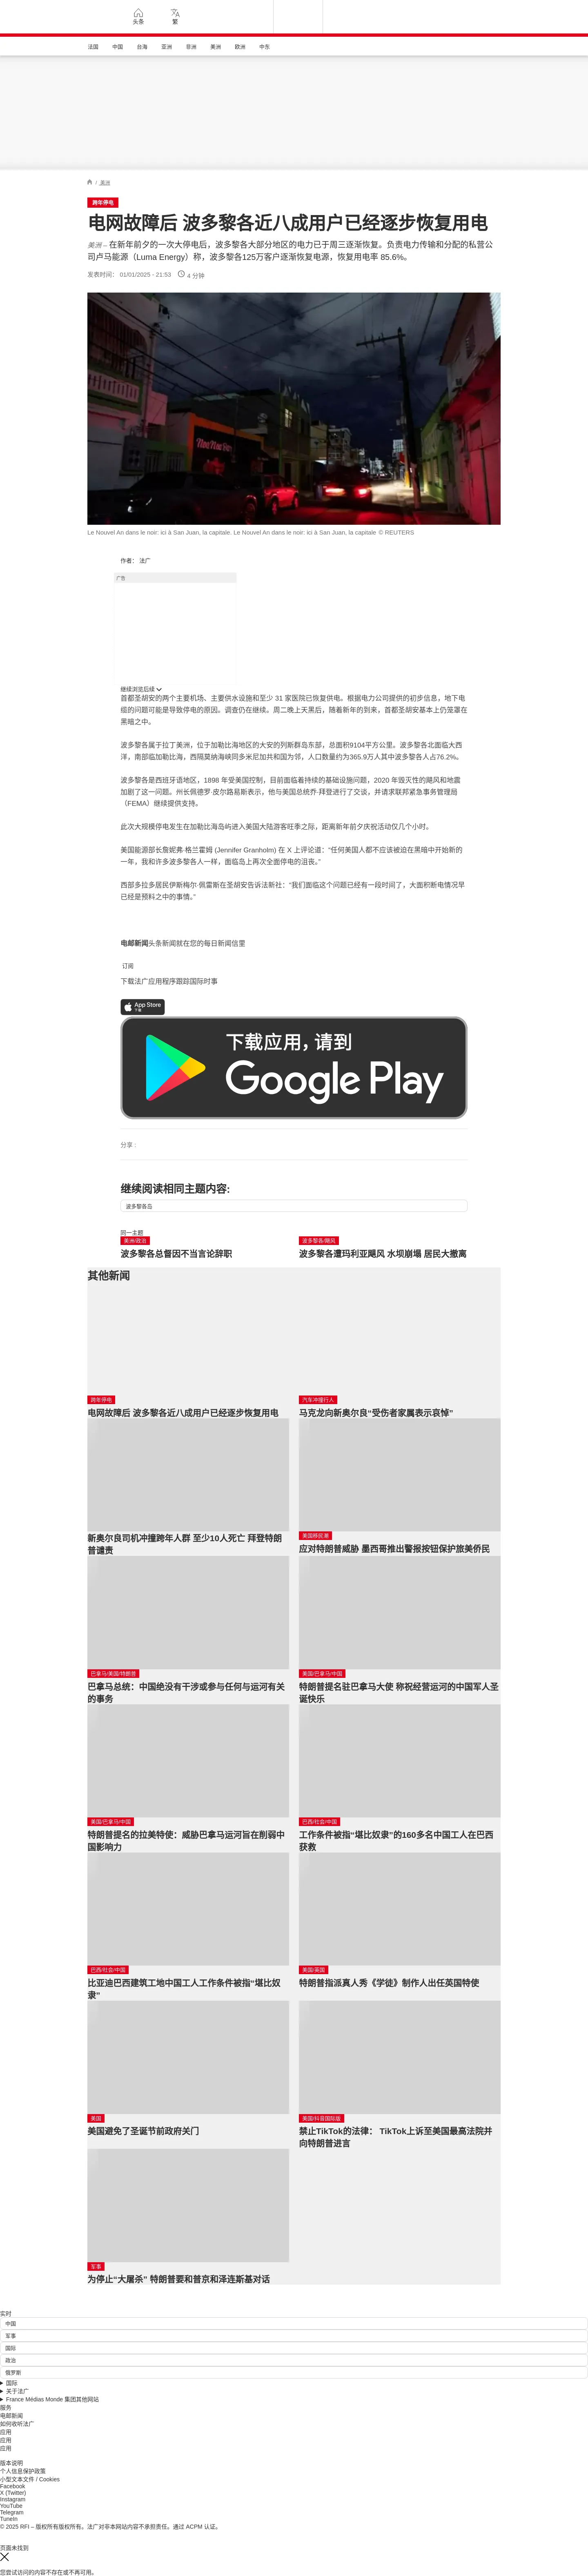 头条
繁
法国 中国 台海 亚洲 非洲 美洲 欧洲 中东
/ 美洲
跨年停电
电网故障后 波多黎各近八成用户已经逐步恢复用电
美洲 – 在新年前夕的一次大停电后，波多黎各大部分地区的电力已于周三逐渐恢复。负责电力传输和分配的私营公
司卢马能源（Luma Energy）称，波多黎各125万客户逐渐恢复电源，恢复用电率 85.6%。
发表时间： 01/01/2025 - 21:53 4 分钟
Le Nouvel An dans le noir: ici à San Juan, la capitale. Le Nouvel An dans le noir: ici à San Juan, la capitale © REUTERS
作者： 法广
广告
继续浏览后续
首都圣胡安的两个主要机场、主要供水设施和至少 31 家医院已恢复供电。根据电力公司提供的初步信息，地下电
缆的问题可能是导致停电的原因。调查仍在继续。周二晚上天黑后，随着新年的到来，首都圣胡安基本上仍笼罩在
黑暗之中。
波多黎各属于拉丁美洲，位于加勒比海地区的大安的列斯群岛东部，总面积9104平方公里。波多黎各北面临大西
洋，南部临加勒比海，西隔莫纳海峡同多米尼加共和国为邻，人口数量约为365.9万人其中波多黎各人占76.2%。
波多黎各是西班牙语地区，1898 年受美国控制，目前面临着持续的基础设施问题，2020 年毁灭性的飓风和地震
加剧了这一问题。州长佩德罗·皮尔路易斯表示，他与美国总统乔·拜登进行了交谈，并请求联邦紧急事务管理局
（FEMA）继续提供支持。
此次大规模停电发生在加勒比海岛屿进入美国大陆游客旺季之际，距离新年前夕庆祝活动仅几个小时。
美国能源部长詹妮弗·格兰霍姆 (Jennifer Granholm) 在 X 上评论道：“任何美国人都不应该被迫在黑暗中开始新的
一年，我和许多波多黎各人一样，面临岛上再次全面停电的沮丧。”
西部多拉多居民伊斯梅尔·佩雷斯在圣胡安告诉法新社：“我们面临这个问题已经有一段时间了，大面积断电情况早
已经是预料之中的事情。”
电邮新闻头条新闻就在您的每日新闻信里
订阅
下载法广应用程序跟踪国际时事
App Store
下载
下载应用，请到
Google Play
分享 :
继续阅读相同主题内容:
波多黎各岛
同一主题
美洲/政治
波多黎各总督因不当言论辞职
波多黎各/飓风
波多黎各遭玛利亚飓风 水坝崩塌 居民大撤离
其他新闻
跨年停电
电网故障后 波多黎各近八成用户已经逐步恢复用电
汽车冲撞行人
马克龙向新奥尔良“受伤者家属表示哀悼”
新奥尔良司机冲撞跨年人群 至少10人死亡 拜登特朗
普谴责
美国移民潮
应对特朗普威胁 墨西哥推出警报按钮保护旅美侨民
巴拿马/美国/特朗普
巴拿马总统：中国绝没有干涉或参与任何与运河有关
的事务
美国/巴拿马/中国
特朗普提名驻巴拿马大使 称祝经营运河的中国军人圣
诞快乐
美国/巴拿马/中国
特朗普提名的拉美特使：威胁巴拿马运河旨在削弱中
国影响力
巴西/社会/中国
工作条件被指“堪比奴隶”的160多名中国工人在巴西
获救
巴西/社会/中国
比亚迪巴西建筑工地中国工人工作条件被指“堪比奴
隶”
美国/英国
特朗普指派真人秀《学徒》制作人出任英国特使
美国
美国避免了圣诞节前政府关门
美国/抖音国际版
禁止TikTok的法律： TikTok上诉至美国最高法院并
向特朗普进言
军事
为停止“大屠杀” 特朗普要和普京和泽连斯基对话
实时
中国
军事
国际
政治
俄罗斯
国际
关于法广
France Médias Monde 集团其他网站
服务
电邮新闻
如何收听法广
应用
应用
应用
版本说明
个人信息保护政策
小型文本文件 / Cookies
Facebook
X (Twitter)
Instagram
YouTube
Telegram
TuneIn
© 2025 RFI – 版权所有版权所有。法广对非本网站内容不承担责任。通过 ACPM 认证。
页面未找到
您尝试访问的内容不存在或不再可用。